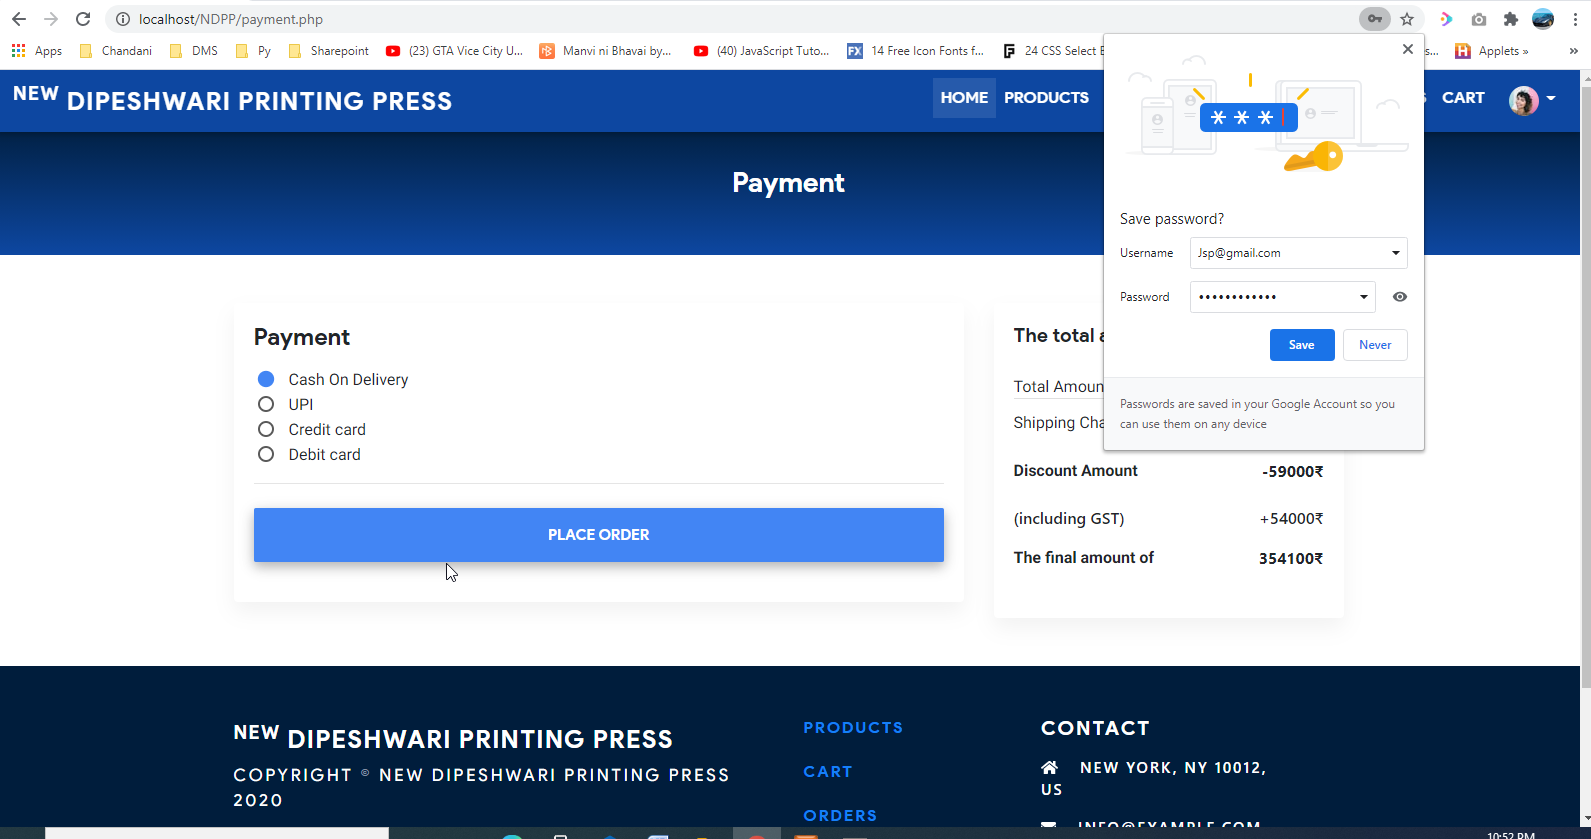 localhost/NDPP/payment.php
Apps Chandani DMS Py Sharepoint (23) GTA Vice City U... Manvi ni Bhavai by... (40) JavaScript Tuto... 14 Free Icon Fonts f... 24 CSS Select s... Applets » »
NEW DIPESHWARI PRINTING PRESS HOME PRODUCTS CART
Payment
Save password?
Username Jsp@gmail.com
Password ••••••••••••
Save Never
Passwords are saved in your Google Account so you
can use them on any device
Payment
Cash On Delivery
UPI
Credit card
Debit card
PLACE ORDER
The total
Total Amoun
Shipping Cha
Discount Amount -59000₹
(including GST) +54000₹
The final amount of 354100₹
NEW DIPESHWARI PRINTING PRESS
COPYRIGHT © NEW DIPESHWARI PRINTING PRESS
2020
PRODUCTS
CART
ORDERS
CONTACT
NEW YORK, NY 10012,
US
INFO@EXAMPLE.COM
10:52 PM